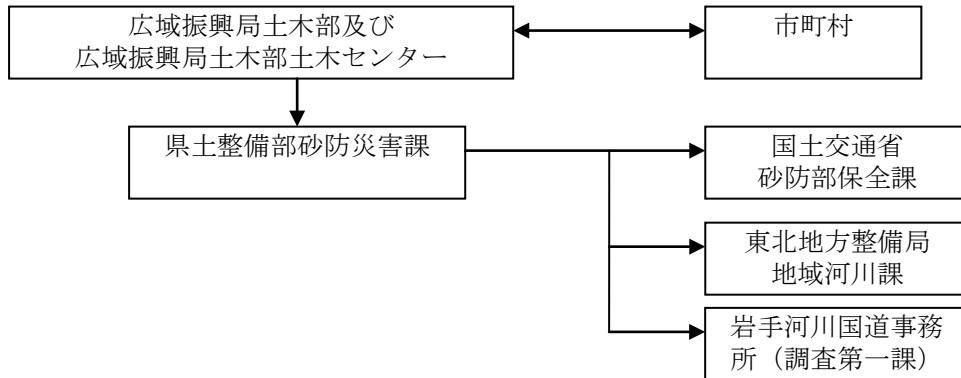 広域振興局土木部及び
広域振興局土木部土木センター
市町村
県土整備部砂防災害課
国土交通省
砂防部保全課
東北地方整備局
地域河川課
岩手河川国道事務
所（調査第一課）